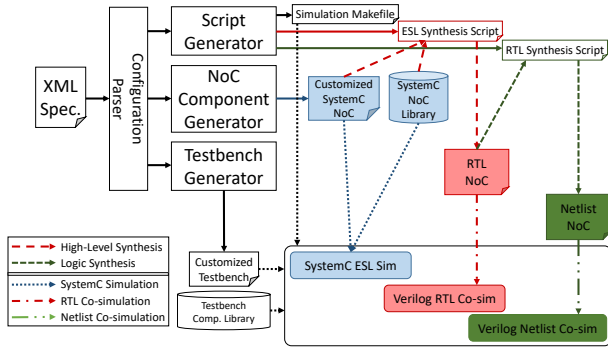 Script
Generator
Simulation Makefile
ESL Synthesis Script
RTL Synthesis Script
XML
Spec.
Configuration
Parser
NoC
Component
Generator
Customized
SystemC
NoC
SystemC
NoC
Library
Testbench
Generator
RTL
NoC
Netlist
NoC
High-Level Synthesis
Logic Synthesis
SystemC Simulation
RTL Co-simulation
Netlist Co-simulation
Customized
Testbench
Testbench
Comp. Library
SystemC ESL Sim
Verilog RTL Co-sim
Verilog Netlist Co-sim